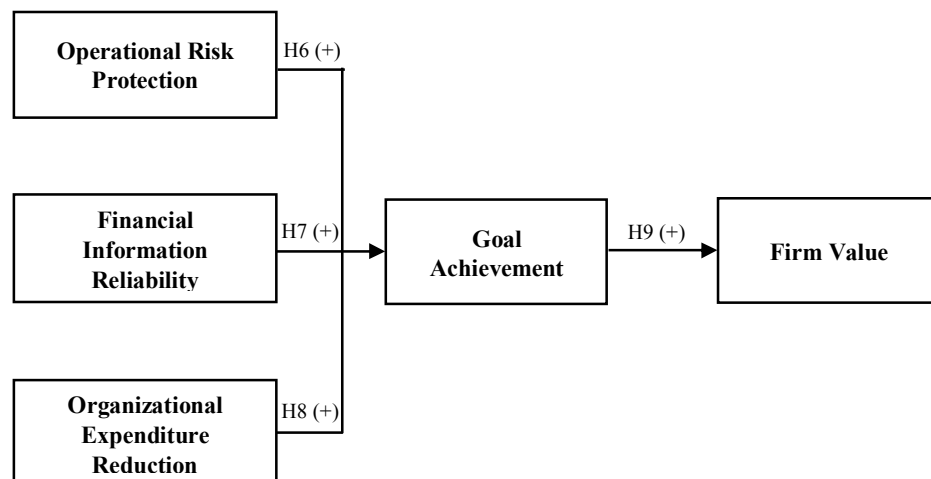 Operational Risk
Protection
H6 (+)
Financial
Information
Reliability
H7 (+)
Goal
Achievement
H9 (+)
Firm Value
Organizational
Expenditure
Reduction
H8 (+)